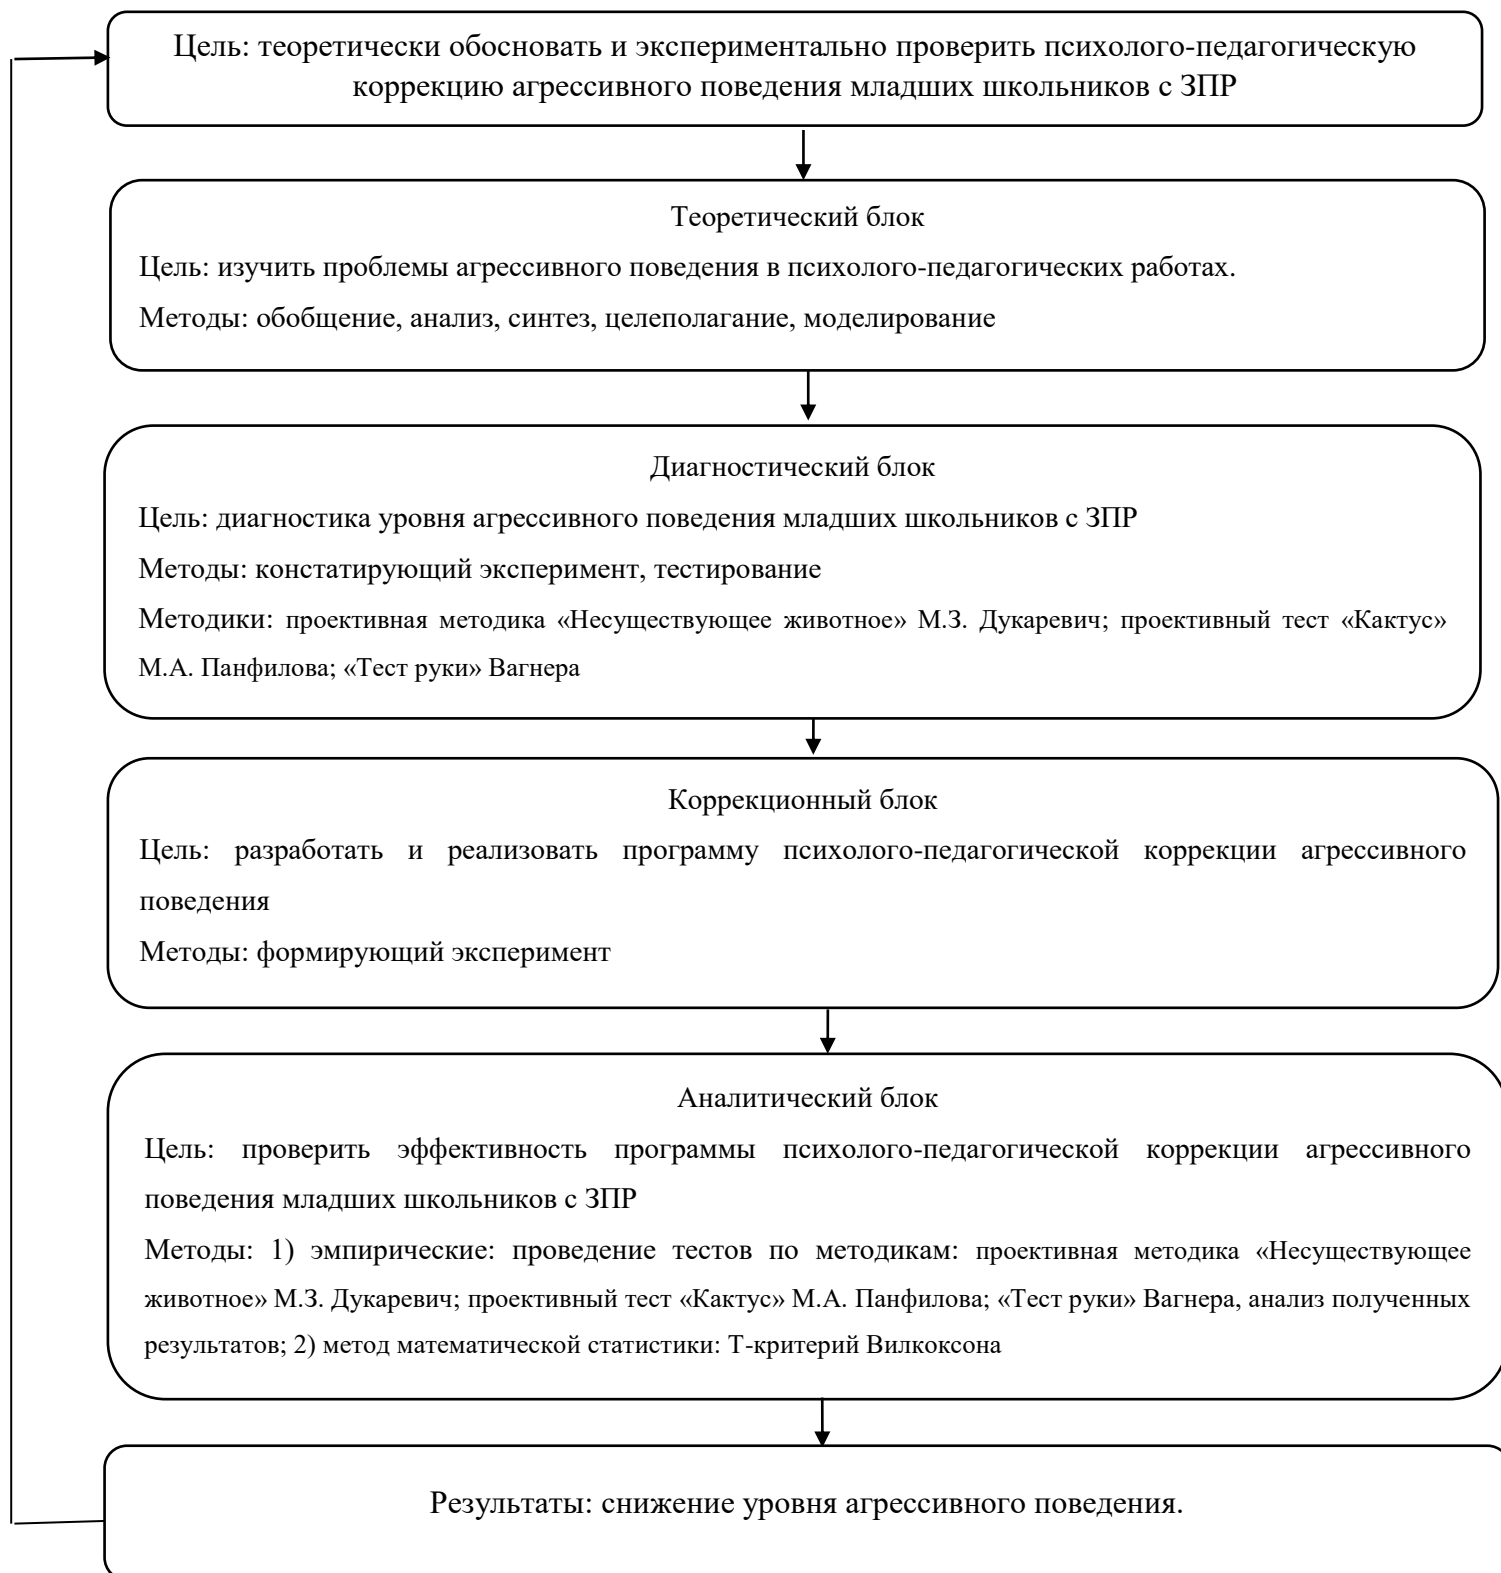 Цель: теоретически обосновать и экспериментально проверить психолого-педагогическую
коррекцию агрессивного поведения младших школьников с ЗПР
Теоретический блок
Цель: изучить проблемы агрессивного поведения в психолого-педагогических работах.
Методы: обобщение, анализ, синтез, целеполагание, моделирование
Диагностический блок
Цель: диагностика уровня агрессивного поведения младших школьников с ЗПР
Методы: констатирующий эксперимент, тестирование
Методики: проективная методика «Несуществующее животное» М.З. Дукаревич; проективный тест «Кактус»
М.А. Панфилова; «Тест руки» Вагнера
Коррекционный блок
Цель: разработать и реализовать программу психолого-педагогической коррекции агрессивного
поведения
Методы: формирующий эксперимент
Аналитический блок
Цель: проверить эффективность программы психолого-педагогической коррекции агрессивного
поведения младших школьников с ЗПР
Методы: 1) эмпирические: проведение тестов по методикам: проективная методика «Несуществующее
животное» М.З. Дукаревич; проективный тест «Кактус» М.А. Панфилова; «Тест руки» Вагнера, анализ полученных
результатов; 2) метод математической статистики: Т-критерий Вилкоксона
Результаты: снижение уровня агрессивного поведения.